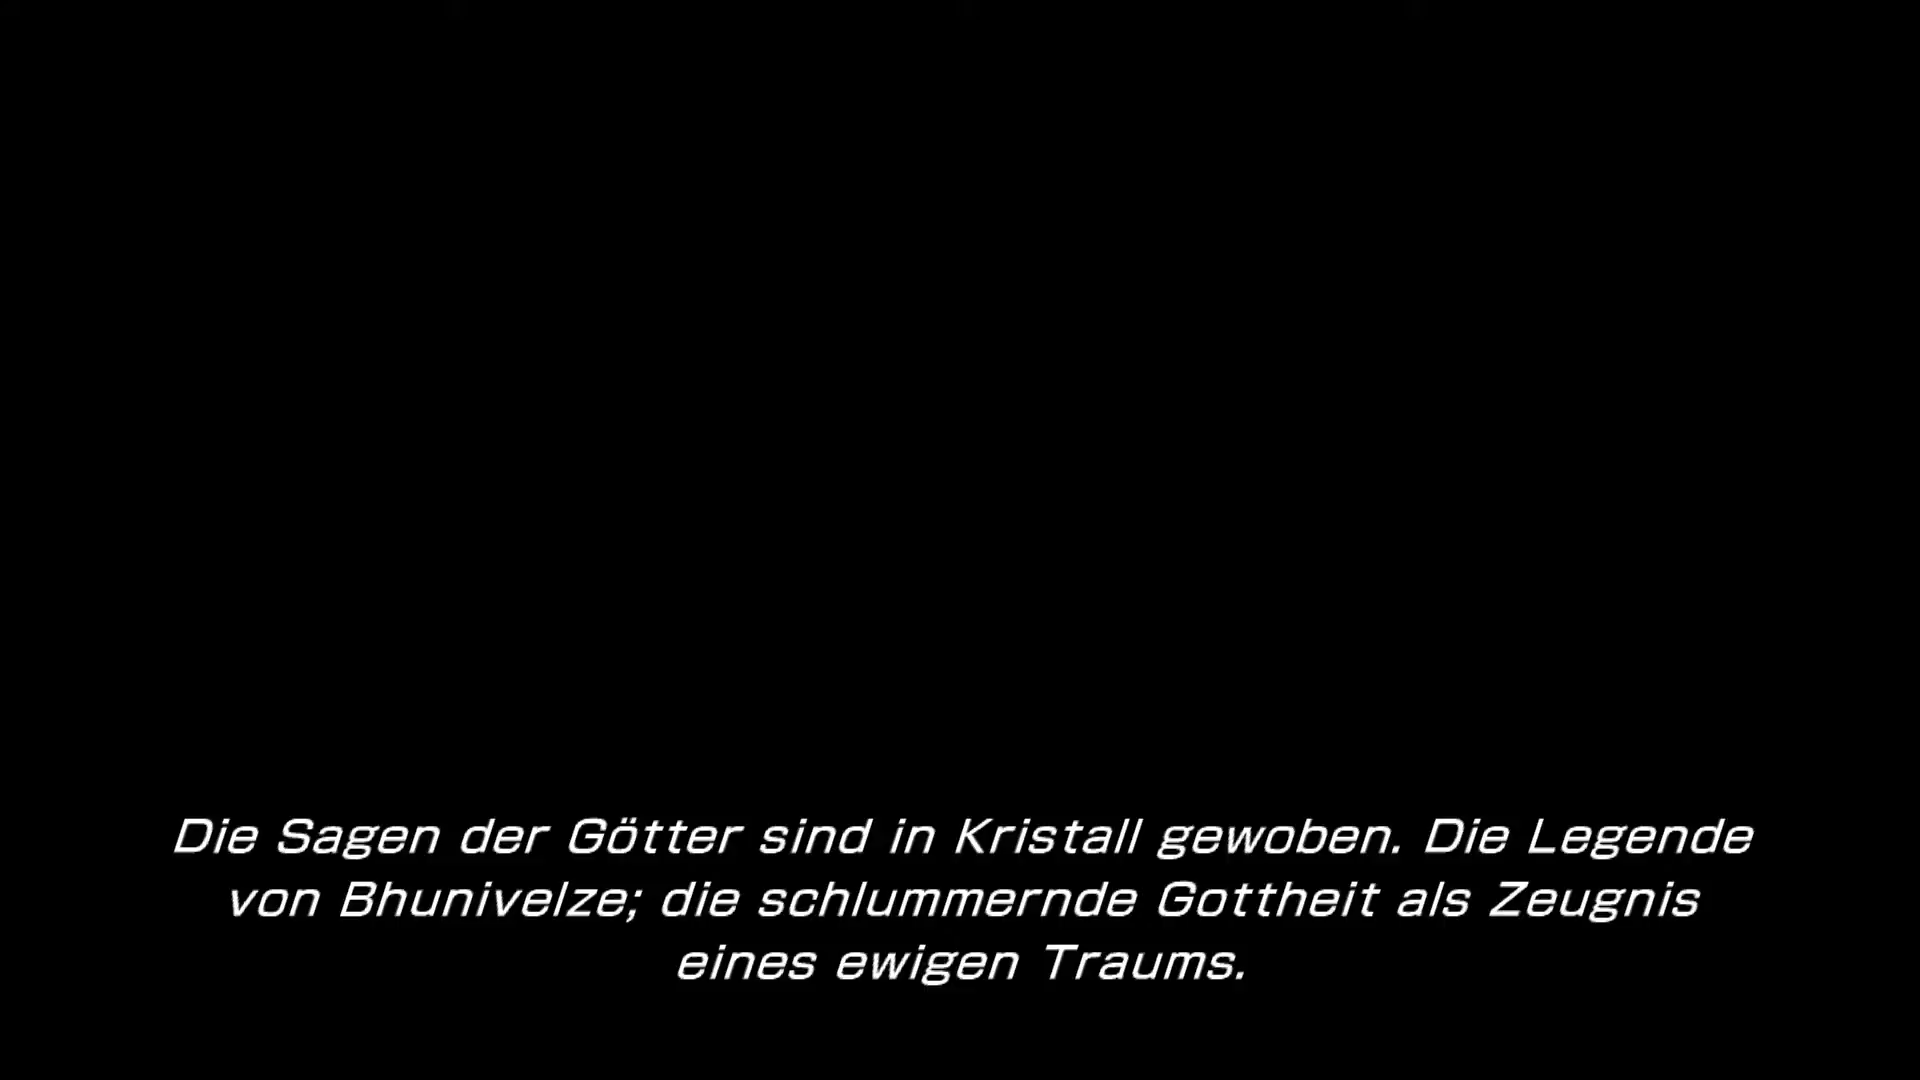 Die Sagen der Götter sind in Kristall gewoben. Die Legende
von Bhunivelze; die schlummernde Gottheit als Zeugnis
eines ewigen Traums.